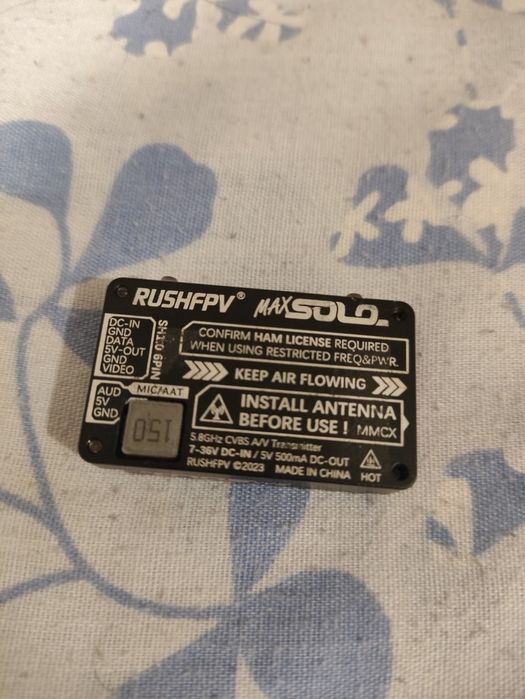 RUSHFPV® MAX SOLO
DC-IN
GND
DATA
5V-OUT
GND
VIDEO
SH1.0 6PIN
CONFIRM HAM LICENSE REQUIRED
WHEN USING RESTRICTED FREQ&PWR.
KEEP AIR FLOWING
AUD
5V
GND
MIC/AAT
150
INSTALL ANTENNA
BEFORE USE! MMCX
5.8GHz CVBS A/V Transmitter
7-36V DC-IN / 5V 500mA DC-OUT
RUSHFPV ©2023 MADE IN CHINA HOT